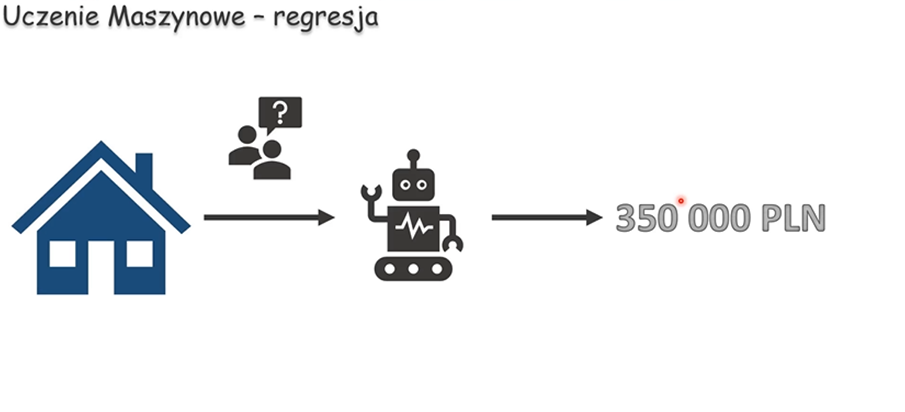 Uczenie Maszynowe – regresja
?
350 000 PLN